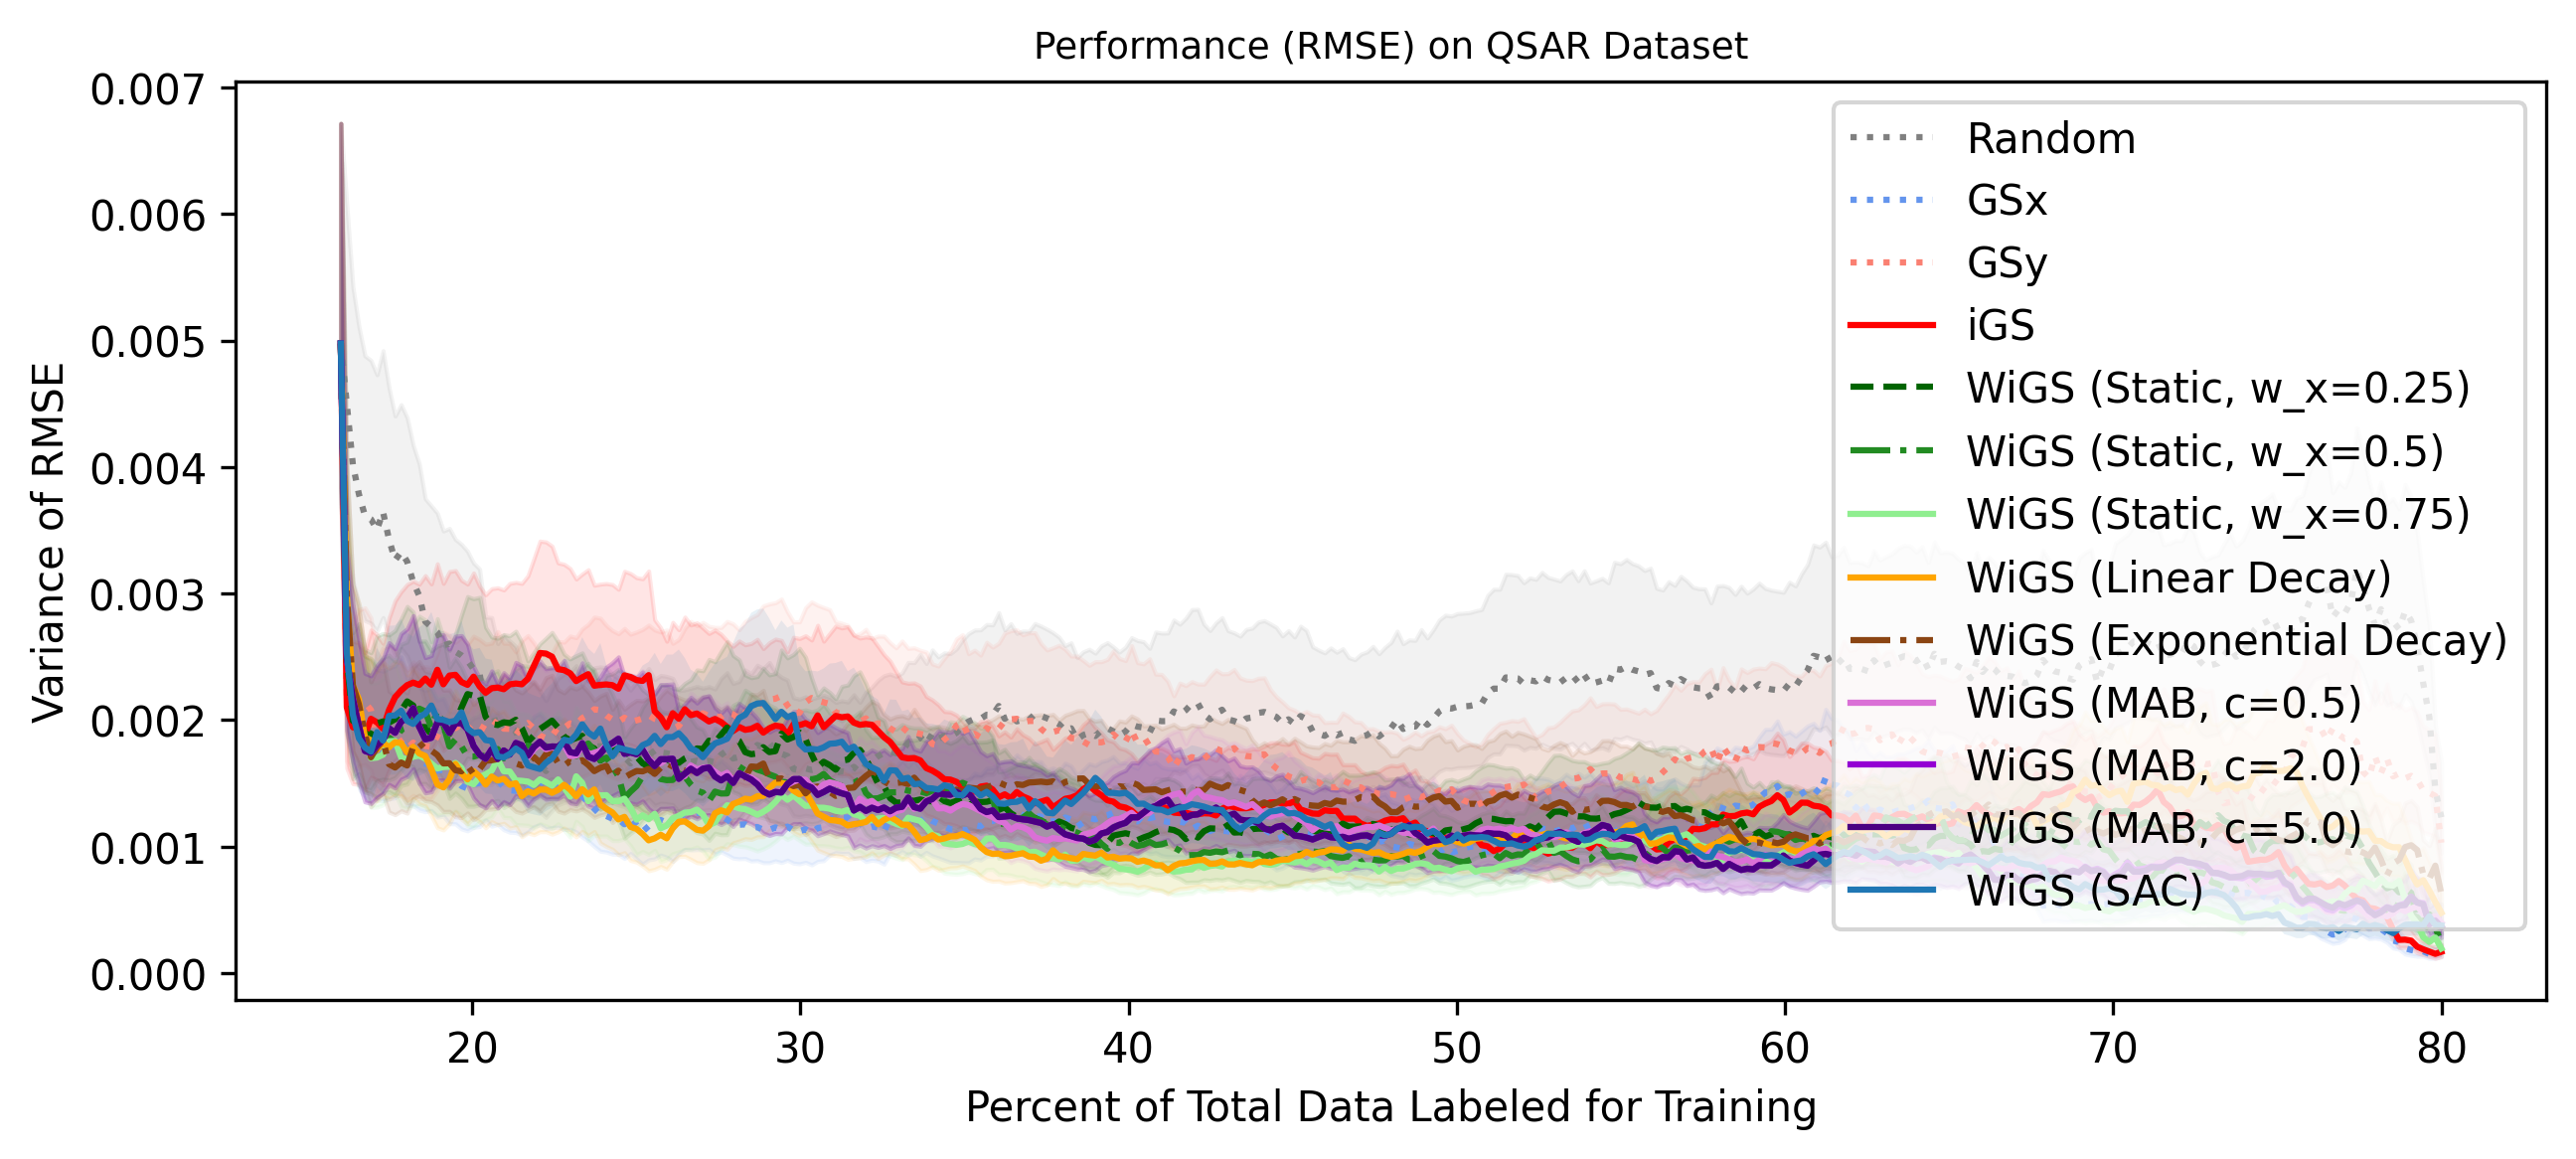 Performance (RMSE) on QSAR Dataset
0.007
0.006
0.005
0.004
0.003
0.002
0.001
0.000
Variance of RMSE
Random
GSx
GSy
iGS
WiGS (Static, w_x=0.25)
WiGS (Static, w_x=0.5)
WiGS (Static, w_x=0.75)
WiGS (Linear Decay)
WiGS (Exponential Decay)
WiGS (MAB, c=0.5)
WiGS (MAB, c=2.0)
WiGS (MAB, c=5.0)
WiGS (SAC)
20 30 40 50 60 70 80
Percent of Total Data Labeled for Training